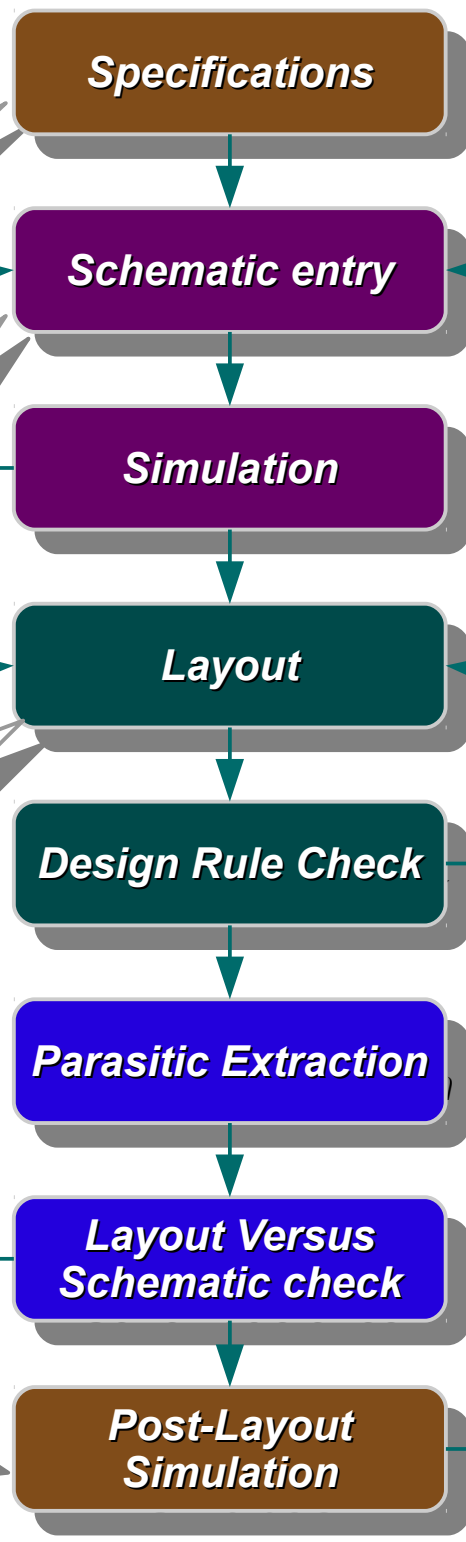 Specifications
Schematic entry
Simulation
Layout
Design Rule Check
Parasitic Extraction
Layout Versus
Schematic check
Post-Layout
Simulation